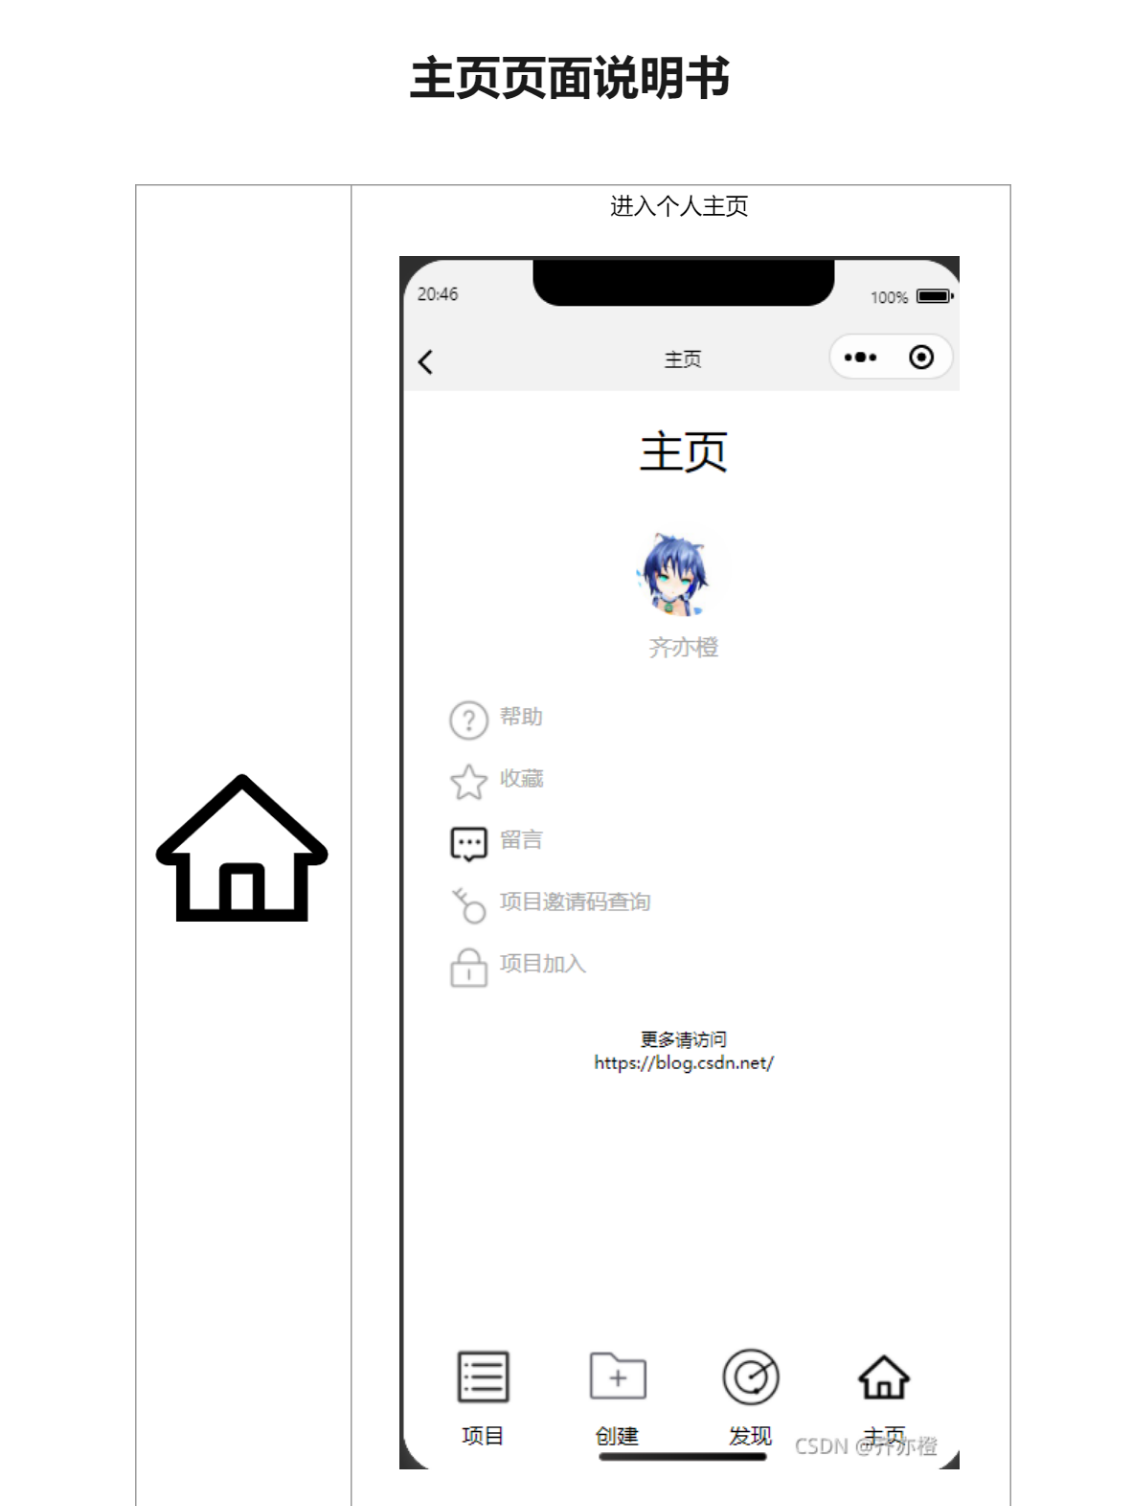 主页页面说明书
进入个人主页
20:46
100%
主页
主页
齐亦橙
帮助
收藏
留言
项目邀请码查询
项目加入
更多请访问
https://blog.csdn.net/
项目
创建
发现
主页
CSDN @齐亦橙